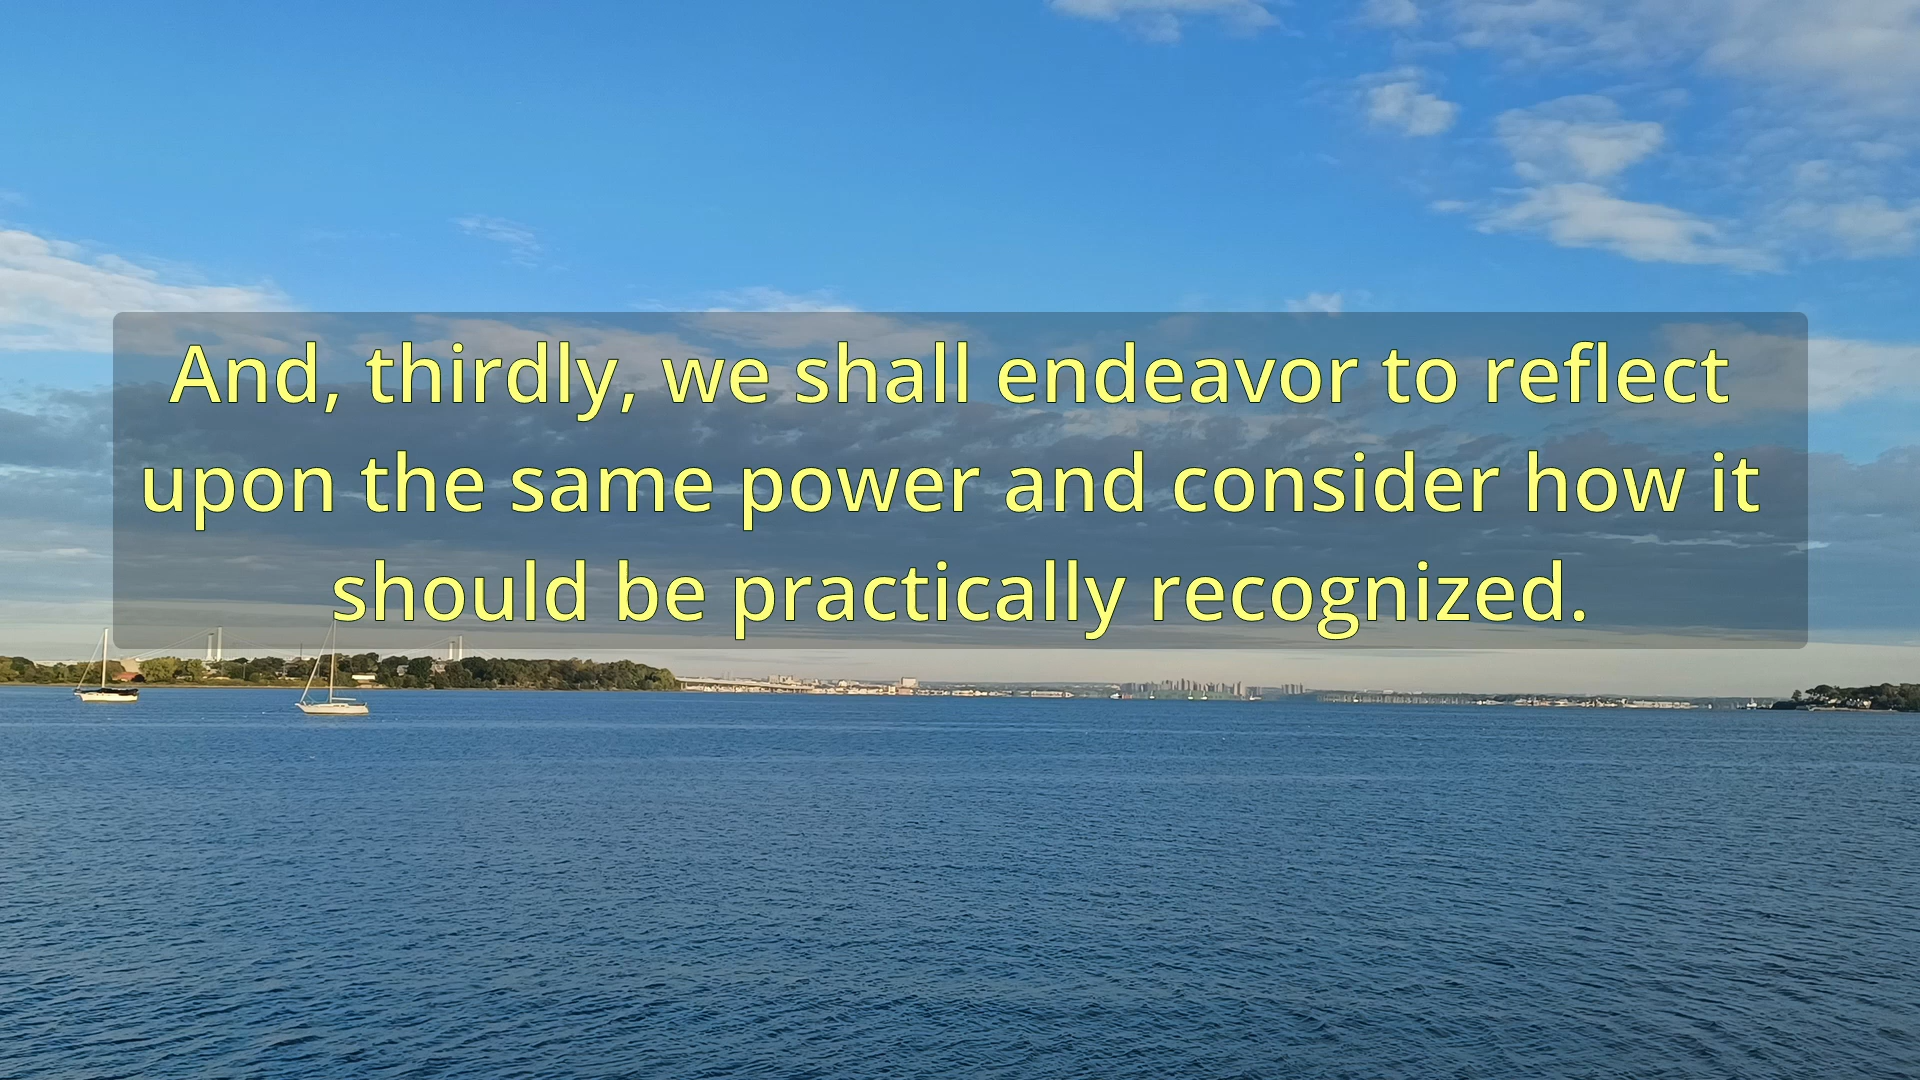 And, thirdly, we shall endeavor to reflect
upon the same power and consider how it
should be practically recognized.